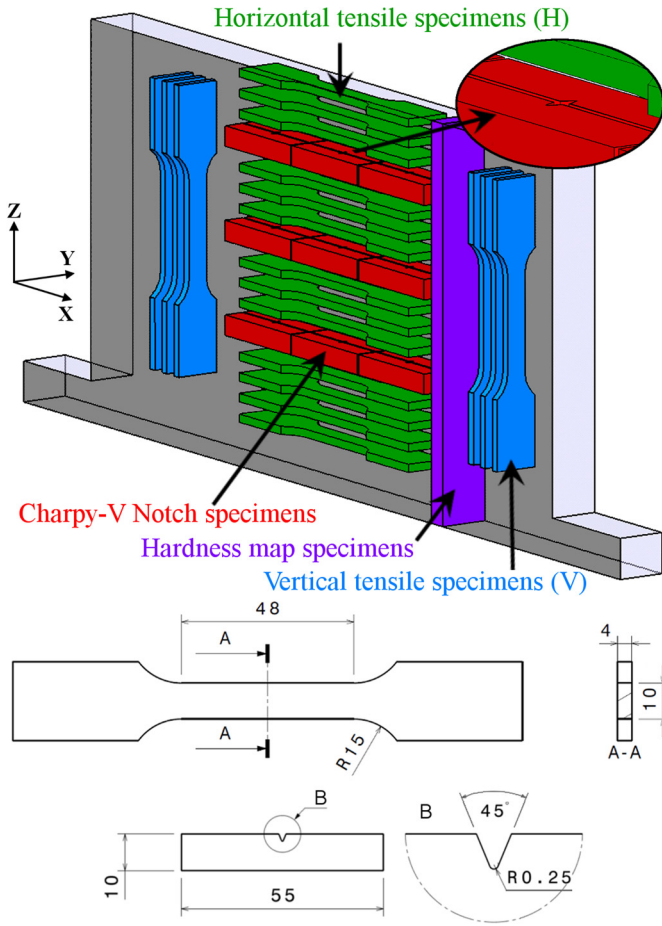 Horizontal tensile specimens (H)
Z
Y
X
Charpy-V Notch specimens
Hardness map specimens
Vertical tensile specimens (V)
48
A
A
R15
4
10
A-A
B
10
55
B
45°
R0.25